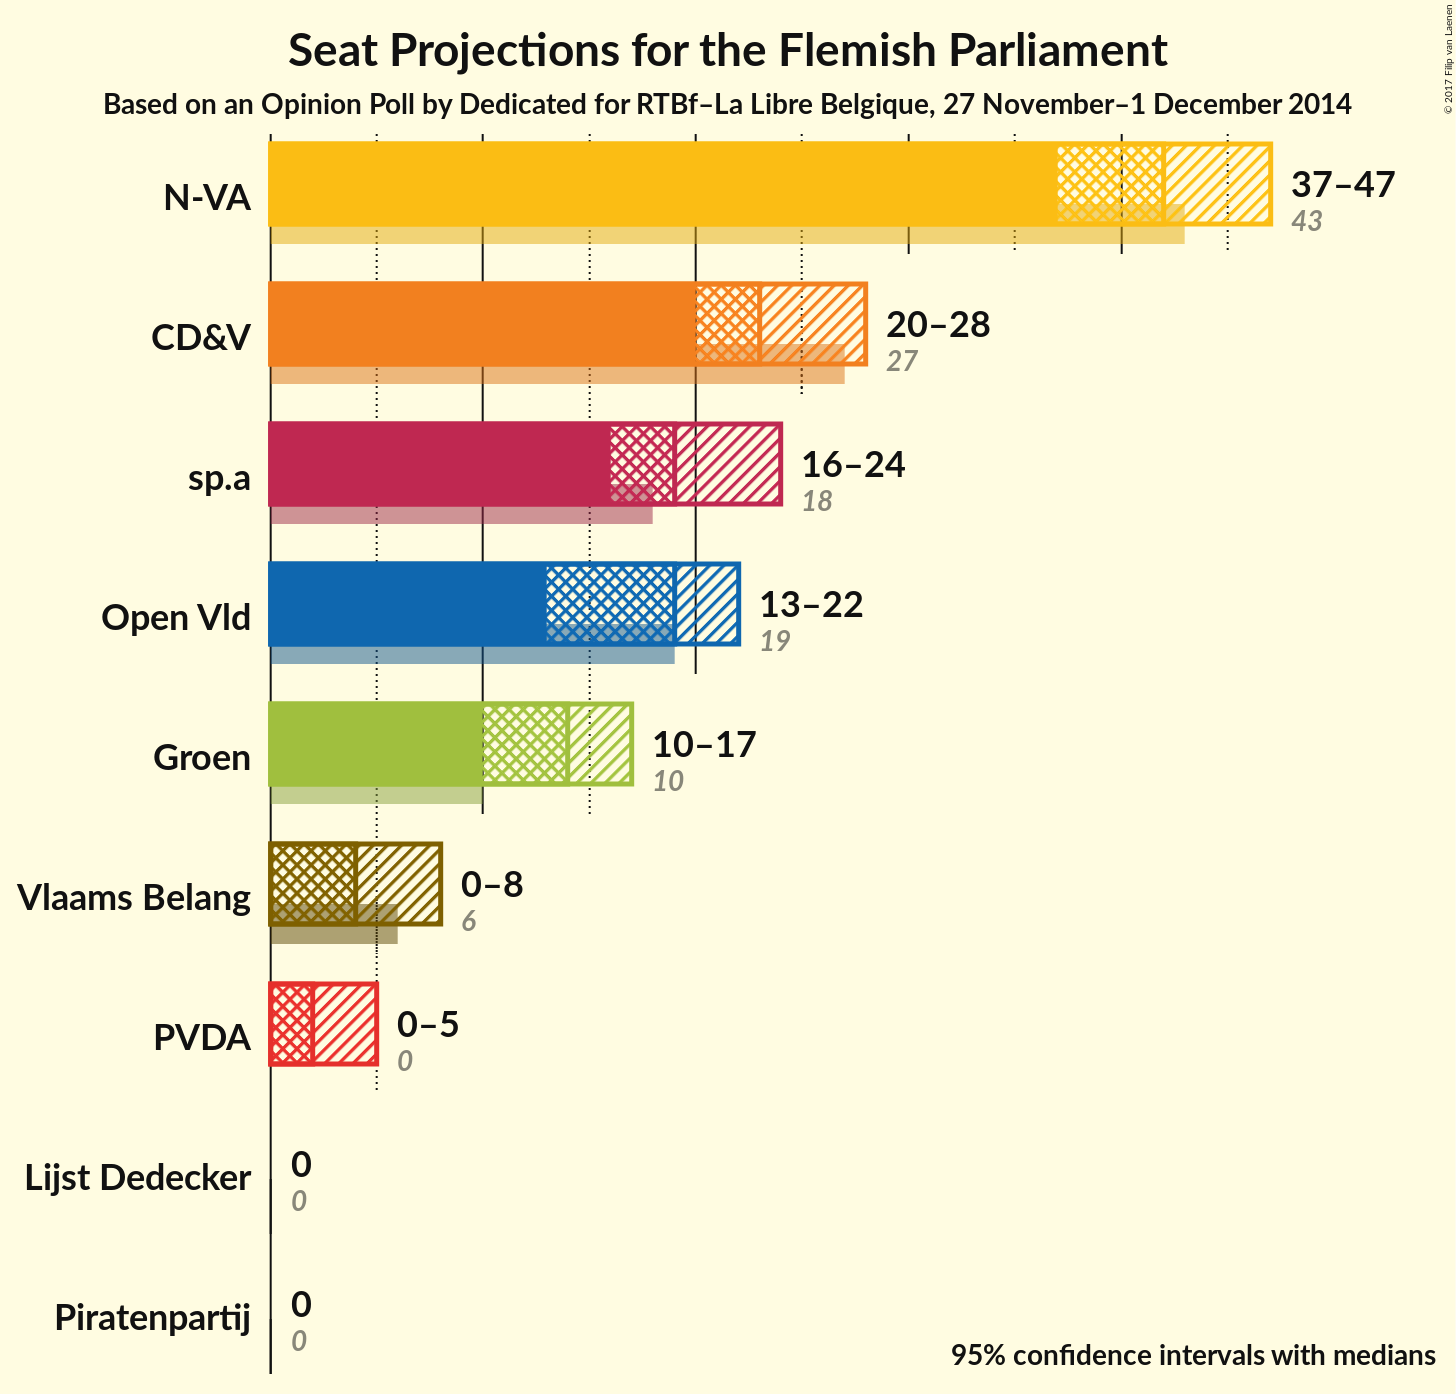 Seat Projections for the Flemish Parliament
Based on an Opinion Poll by Dedicated for RTBf–La Libre Belgique, 27 November–1 December 2014
© 2017 Filip van Laenen
N-VA
37–47
43
CD&V
20–28
27
sp.a
16–24
18
Open Vld
13–22
19
Groen
10–17
10
Vlaams Belang
0–8
6
PVDA
0–5
0
Lijst Dedecker
0
0
Piratenpartij
0
0
95% confidence intervals with medians